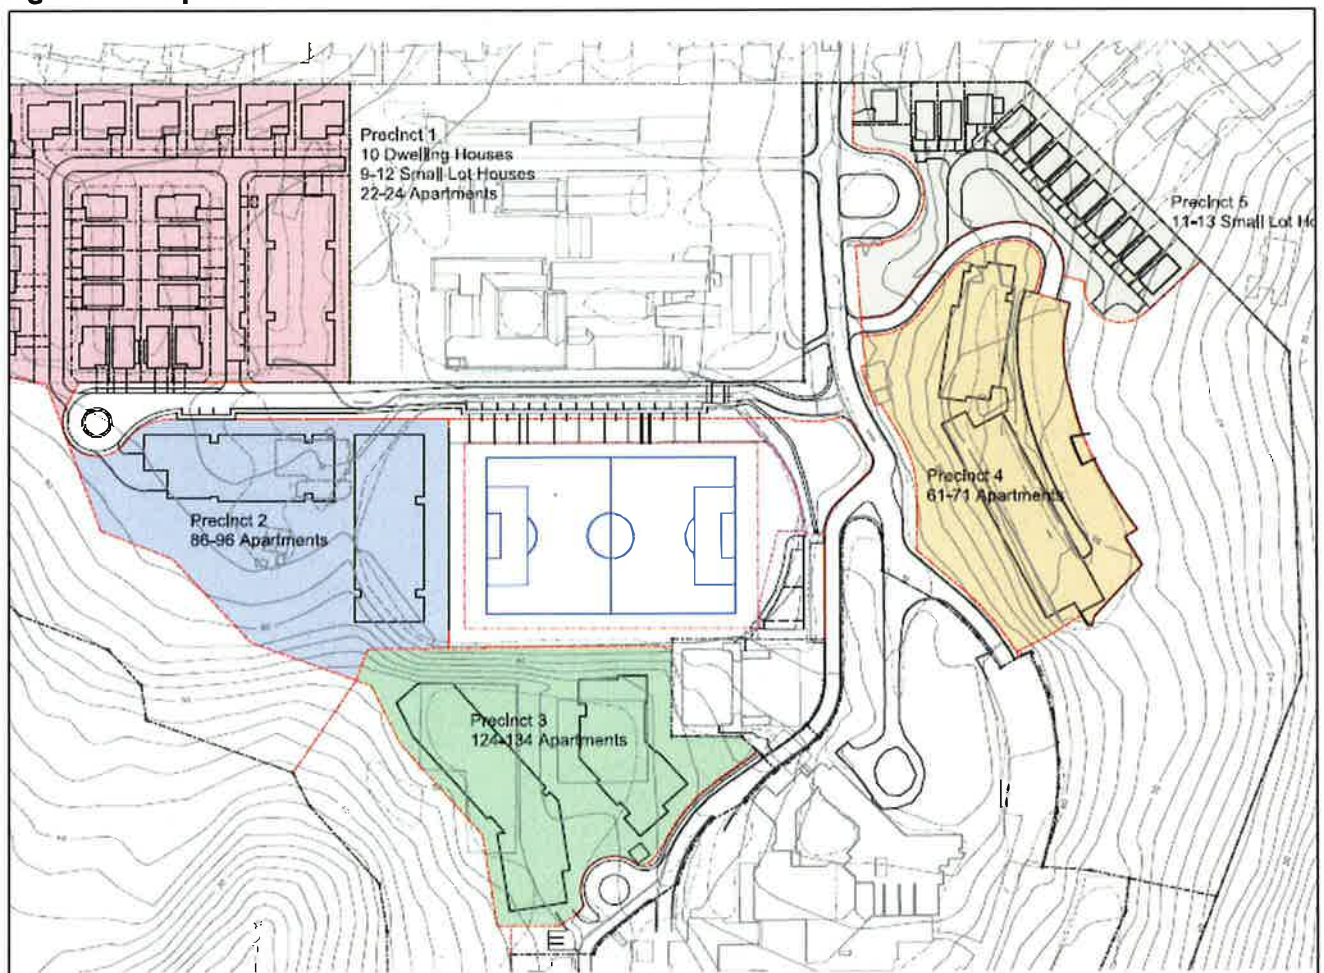 Precinct 1
10 Dwelling Houses
9-12 Small Lot Houses
22-24 Apartments
Precinct 5
11-13 Small Lot
Precinct 4
61-71 Apartments
Precinct 2
86-96 Apartments
Precinct 3
124-134 Apartments